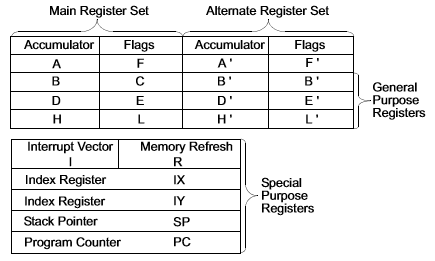 Main Register Set Alternate Register Set
Accumulator Flags Accumulator Flags
A F A' F'
B C B' B'
D E D' E'
H L H' L'
General
Purpose
Registers
Interrupt Vector Memory Refresh
I R
Index Register IX
Index Register IY
Stack Pointer SP
Program Counter PC
Special
Purpose
Registers